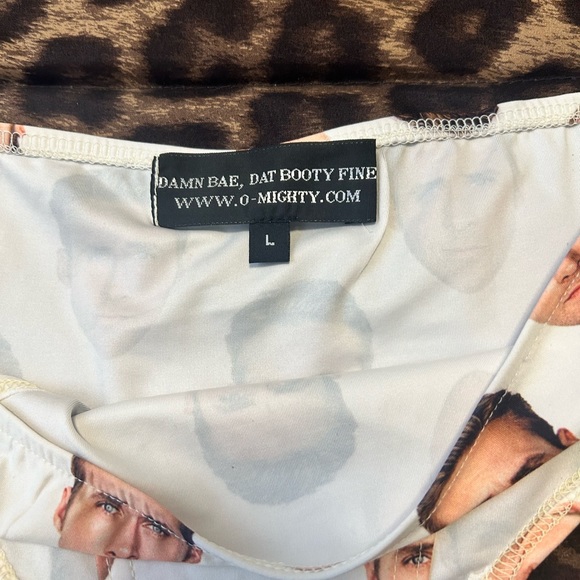 DAMN BAE, DAT BOOTY FINE
WWW.O-MIGHTY.COM
L